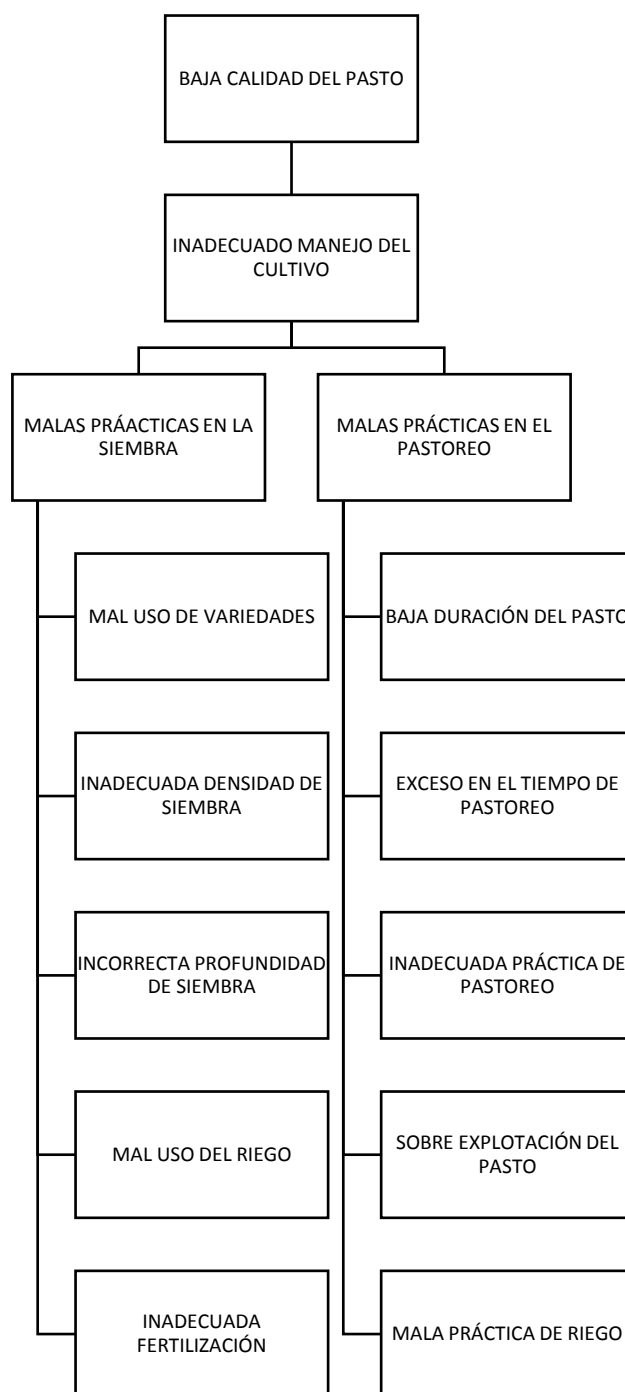 BAJA CALIDAD DEL PASTO
INADECUADO MANEJO DEL
CULTIVO
MALAS PRÁACTICAS EN LA
SIEMBRA
MALAS PRÁCTICAS EN EL
PASTOREO
MAL USO DE VARIEDADES
INADECUADA DENSIDAD DE
SIEMBRA
INCORRECTA PROFUNDIDAD
DE SIEMBRA
MAL USO DEL RIEGO
INADECUADA
FERTILIZACIÓN
BAJA DURACIÓN DEL PASTO
EXCESO EN EL TIEMPO DE
PASTOREO
INADECUADA PRÁCTICA DE
PASTOREO
SOBRE EXPLOTACIÓN DEL
PASTO
MALA PRÁCTICA DE RIEGO